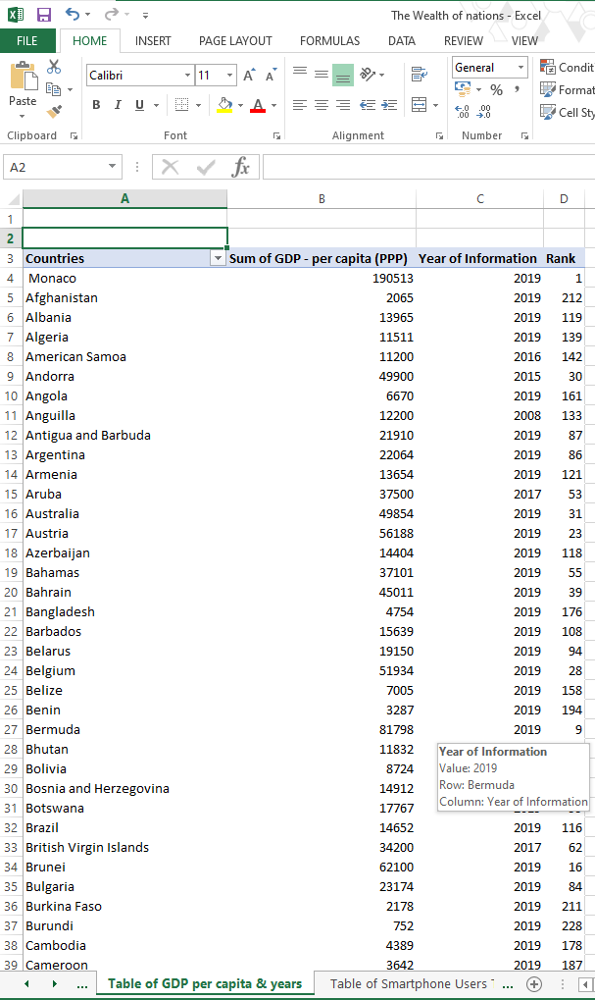 The Wealth of nations - Excel
FILE HOME INSERT PAGE LAYOUT FORMULAS DATA REVIEW VIEW
Calibri 11 General Condit
Paste B I U A % Format
Cell Sty
Clipboard Font Alignment Number
A2 fx
A B C D
1
2
3 Countries Sum of GDP - per capita (PPP) Year of Information Rank
4 Monaco 190513 2019 1
5 Afghanistan 2065 2019 212
6 Albania 13965 2019 119
7 Algeria 11511 2019 139
8 American Samoa 11200 2016 142
9 Andorra 49900 2015 30
10 Angola 6670 2019 161
11 Anguilla 12200 2008 133
12 Antigua and Barbuda 21910 2019 87
13 Argentina 22064 2019 86
14 Armenia 13654 2019 121
15 Aruba 37500 2017 53
16 Australia 49854 2019 31
17 Austria 56188 2019 23
18 Azerbaijan 14404 2019 118
19 Bahamas 37101 2019 55
20 Bahrain 45011 2019 39
21 Bangladesh 4754 2019 176
22 Barbados 15639 2019 108
23 Belarus 19150 2019 94
24 Belgium 51934 2019 28
25 Belize 7005 2019 158
26 Benin 3287 2019 194
27 Bermuda 81798 2019 9
28 Bhutan 11832
Year of Information
Value: 2019
Row: Bermuda
Column: Year of Information
29 Bolivia 8724
30 Bosnia and Herzegovina 14912
31 Botswana 17767
32 Brazil 14652 2019 116
33 British Virgin Islands 34200 2017 62
34 Brunei 62100 2019 16
35 Bulgaria 23174 2019 84
36 Burkina Faso 2178 2019 211
37 Burundi 752 2019 228
38 Cambodia 4389 2019 178
39 Cameroon 3642 2019 187
... Table of GDP per capita & years Table of Smartphone Users ...